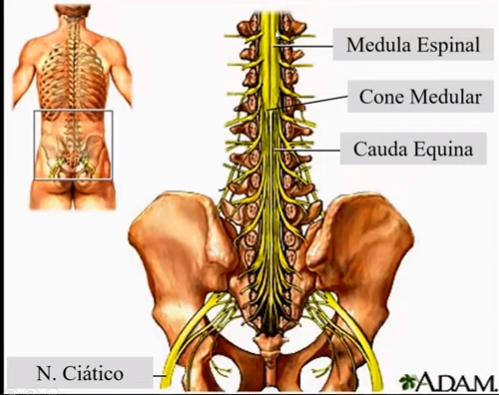 Medula Espinal
Cone Medular
Cauda Equina
N. Ciático
ADAM.